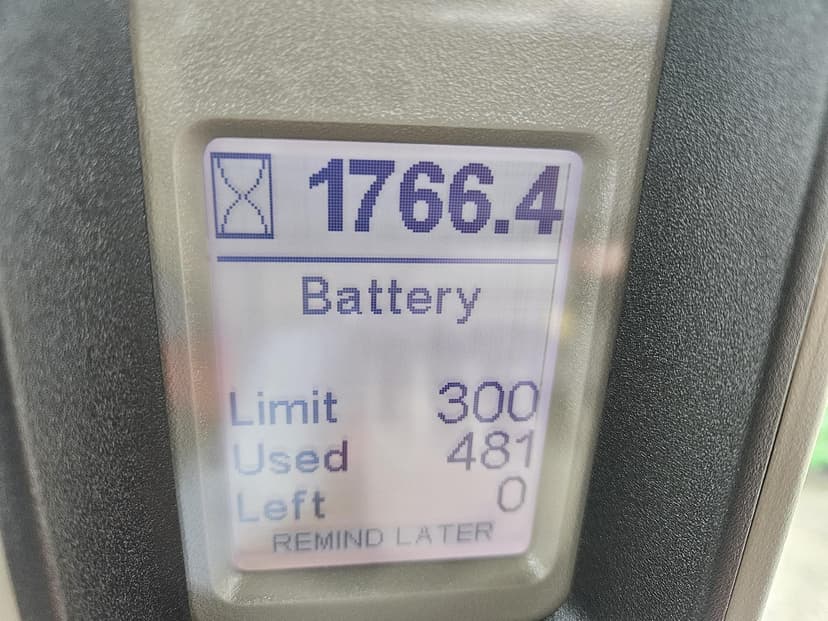 1766.4
Battery
Limit 300
Used 481
Left 0
REMIND LATER